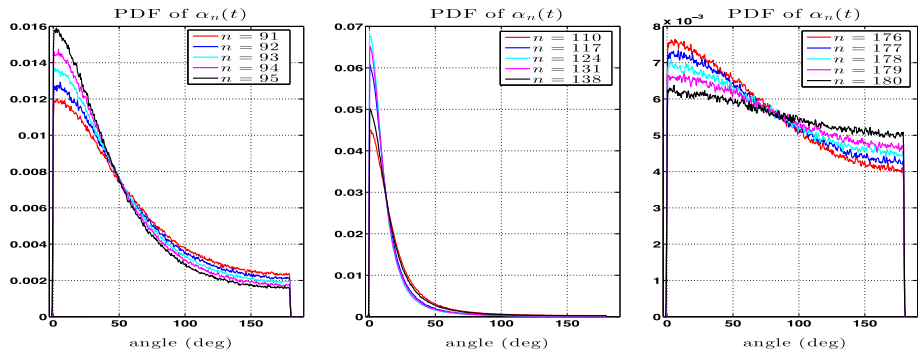 PDF of αn(t)
0.016
0.014
0.012
0.01
0.008
0.006
0.004
0.002
0
0 50 100 150
angle (deg)
n = 91
n = 92
n = 93
n = 94
n = 95
PDF of αn(t)
0.07
0.06
0.05
0.04
0.03
0.02
0.01
0
0 50 100 150
angle (deg)
n = 110
n = 117
n = 124
n = 131
n = 138
PDF of αn(t)
x 10⁻³
8
7
6
5
4
3
2
1
0
0 50 100 150
angle (deg)
n = 176
n = 177
n = 178
n = 179
n = 180